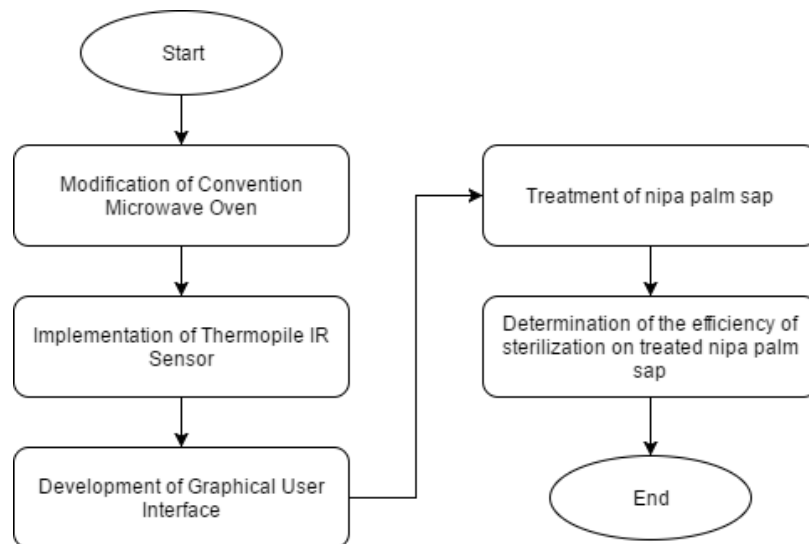 Start
Modification of Convention
Microwave Oven
Implementation of Thermopile IR
Sensor
Development of Graphical User
Interface
Treatment of nipa palm sap
Determination of the efficiency of
sterilization on treated nipa palm
sap
End